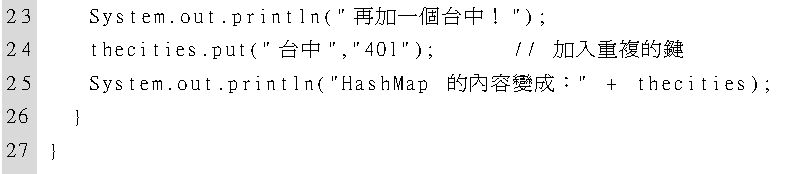 23 System.out.println("再加一個台中！");
24 thecities.put("台中","401"); // 加入重複的鍵
25 System.out.println("HashMap 的內容變成：" + thecities);
26 }
27 }